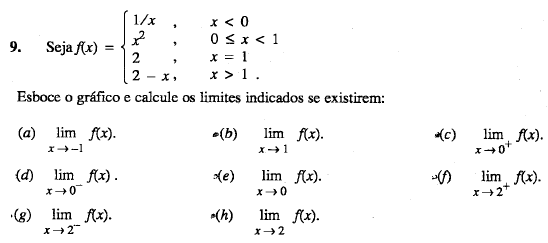 9. Seja f(x) = { 1/x , x < 0
x² , 0 ≤ x < 1
2 , x = 1
2 − x, x > 1 .
Esboce o gráfico e calcule os limites indicados se existirem:
(a) lim f(x). x→−1 (b) lim f(x). x→1 (c) lim f(x). x→0⁺
(d) lim f(x) . x→0⁻ (e) lim f(x). x→0 (f) lim f(x). x→2⁺
(g) lim f(x). x→2⁻ (h) lim f(x). x→2